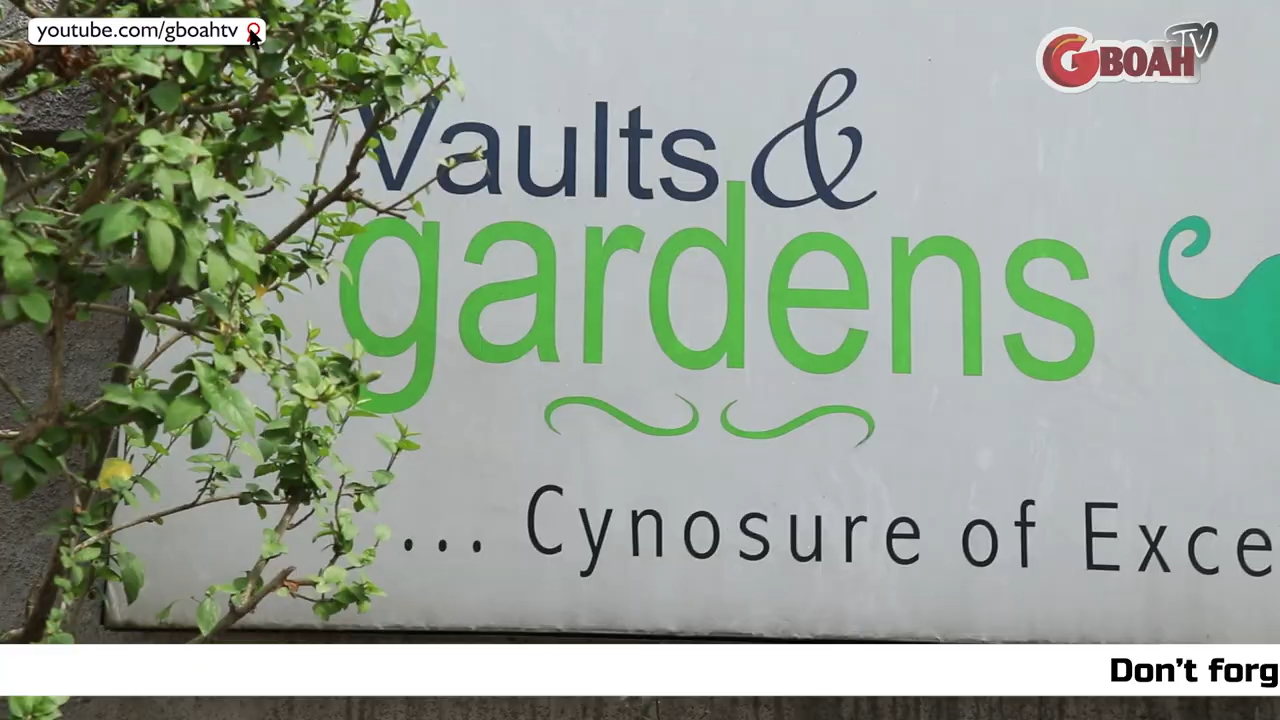 youtube.com/gboahtv
GBOAH TV
Vaults &
gardens
... Cynosure of Exce
Don't forg